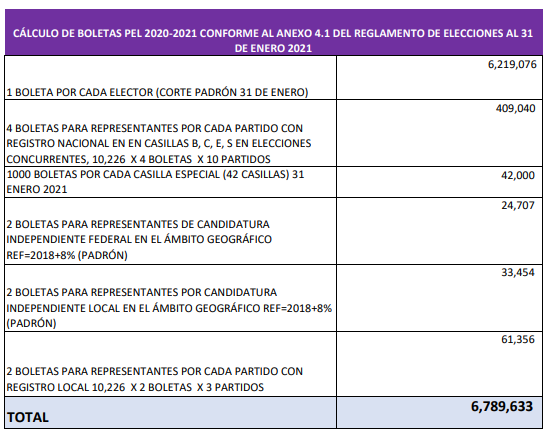 CÁLCULO DE BOLETAS PEL 2020-2021 CONFORME AL ANEXO 4.1 DEL REGLAMENTO DE ELECCIONES AL 31
DE ENERO 2021
6,219,076
1 BOLETA POR CADA ELECTOR (CORTE PADRÓN 31 DE ENERO)
409,040
4 BOLETAS PARA REPRESENTANTES POR CADA PARTIDO CON
REGISTRO NACIONAL EN EN CASILLAS B, C, E, S EN ELECCIONES
CONCURRENTES, 10,226 X 4 BOLETAS X 10 PARTIDOS
1000 BOLETAS POR CADA CASILLA ESPECIAL (42 CASILLAS) 31
ENERO 2021
42,000
24,707
2 BOLETAS PARA REPRESENTANTES DE CANDIDATURA
INDEPENDIENTE FEDERAL EN EL ÁMBITO GEOGRÁFICO
REF=2018+8% (PADRÓN)
33,454
2 BOLETAS PARA REPRESENTANTES POR CANDIDATURA
INDEPENDIENTE LOCAL EN EL ÁMBITO GEOGRÁFICO REF=2018+8%
(PADRÓN)
61,356
2 BOLETAS PARA REPRESENTANTES POR CADA PARTIDO CON
REGISTRO LOCAL 10,226 X 2 BOLETAS X 3 PARTIDOS
TOTAL 6,789,633